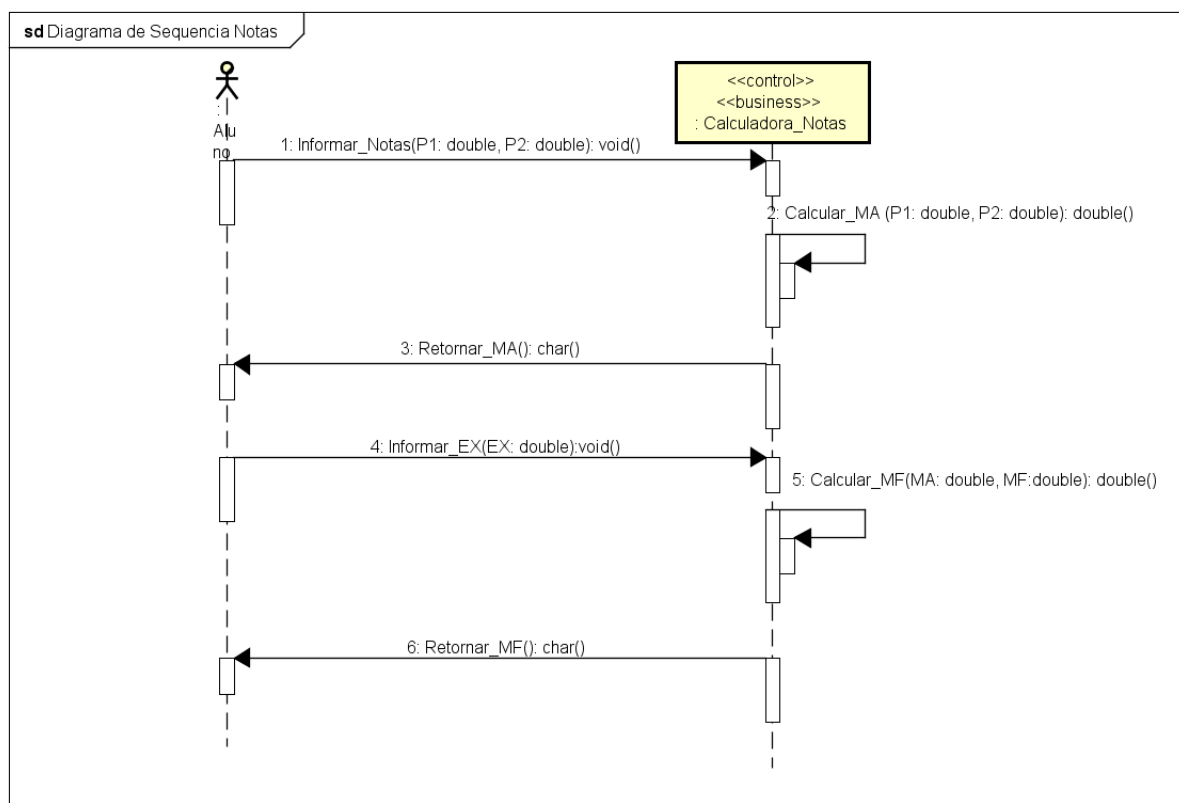 sd Diagrama de Sequencia Notas
<<control>>
<<business>>
: Calculadora_Notas
:
Alu
no
1: Informar_Notas(P1: double, P2: double): void()
2: Calcular_MA (P1: double, P2: double): double()
3: Retornar_MA(): char()
4: Informar_EX(EX: double):void()
5: Calcular_MF(MA: double, MF:double): double()
6: Retornar_MF(): char()